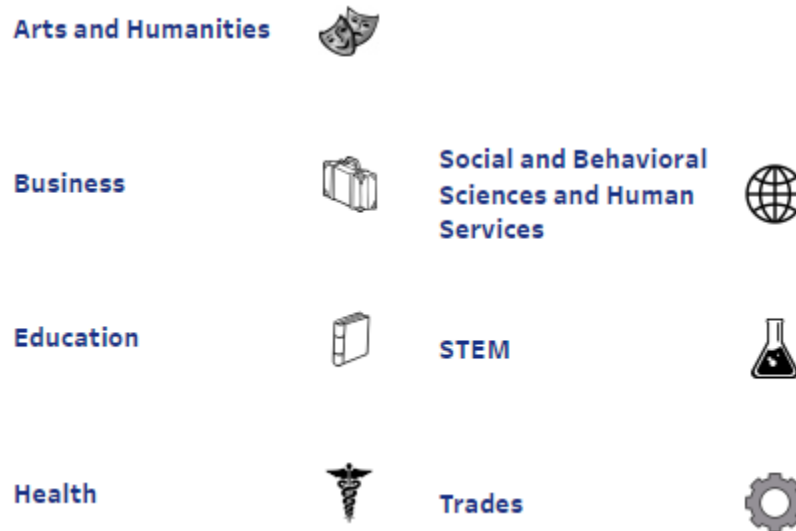 Arts and Humanities
Business
Education
Health
Social and Behavioral
Sciences and Human
Services
STEM
Trades